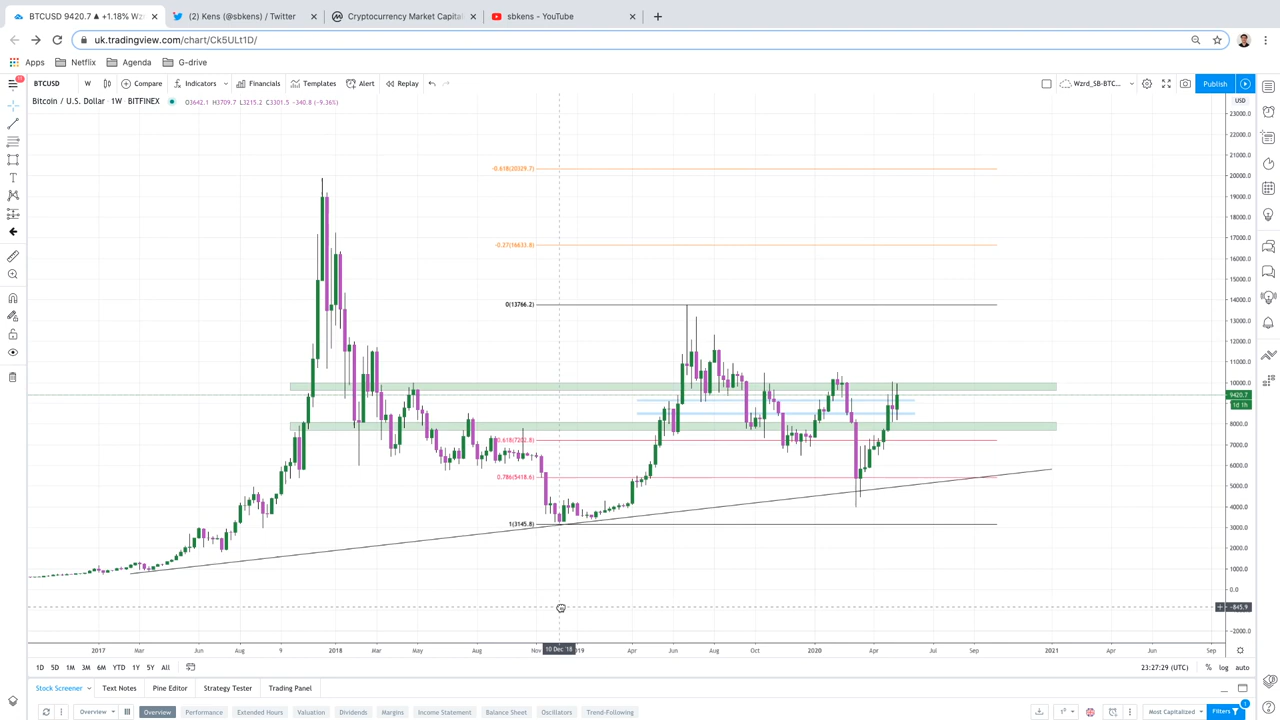 BTCUSD 9420.7 ▲ +1.18% Wzr
(2) Kens (@sbkens) / Twitter
Cryptocurrency Market Capital
sbkens - YouTube
uk.tradingview.com/chart/Ck5ULt1D/
Apps Netflix Agenda G-drive
BTCUSD W Compare Indicators Financials Templates Alert Replay Wzrd_SB-BTC... Publish
Bitcoin / U.S. Dollar · 1W · BITFINEX O3642.1 H3709.7 L3215.2 C3301.5 -340.8 (-9.36%)
USD
23000.0
22000.0
21000.0
-0.618(20329.7)
20000.0
19000.0
18000.0
17000.0
-0.27(16633.8)
16000.0
15000.0
14000.0
0(13766.2)
13000.0
12000.0
11000.0
10000.0
9420.7
1d 1h
8000.0
0.618(7202.8)
7000.0
6000.0
0.786(5418.6)
5000.0
4000.0
1(3145.8)
3000.0
2000.0
1000.0
0.0
-845.9
-2000.0
2017 Mar Jun Aug 9 2018 Mar May Aug Nov 10 Dec '18 019 Apr Jun Aug Oct 2020 Apr Jul Sep 2021 Apr Jun Sep
1D 5D 1M 3M 6M YTD 1Y 5Y All 23:27:29 (UTC) % log auto
Stock Screener Text Notes Pine Editor Strategy Tester Trading Panel
Overview Overview Performance Extended Hours Valuation Dividends Margins Income Statement Balance Sheet Oscillators Trend-Following Most Capitalized Filters